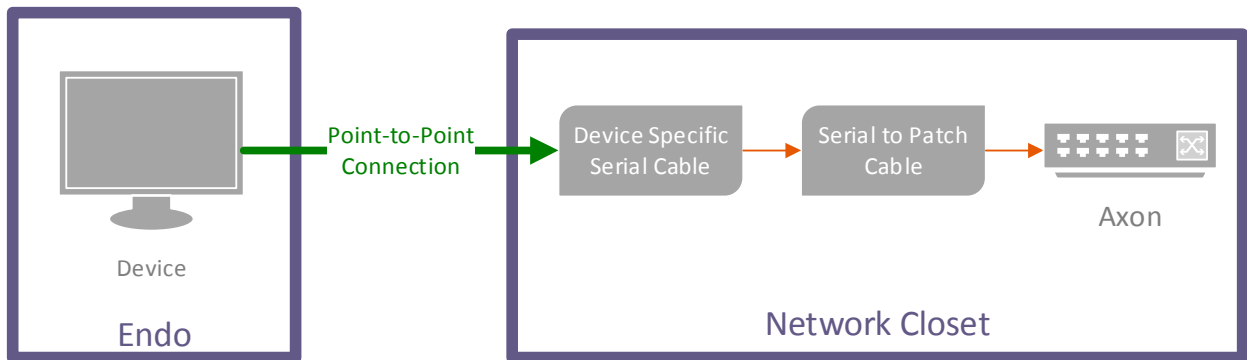 Point-to-Point
Connection
Device Specific
Serial Cable
Serial to Patch
Cable
Axon
Device
Endo
Network Closet